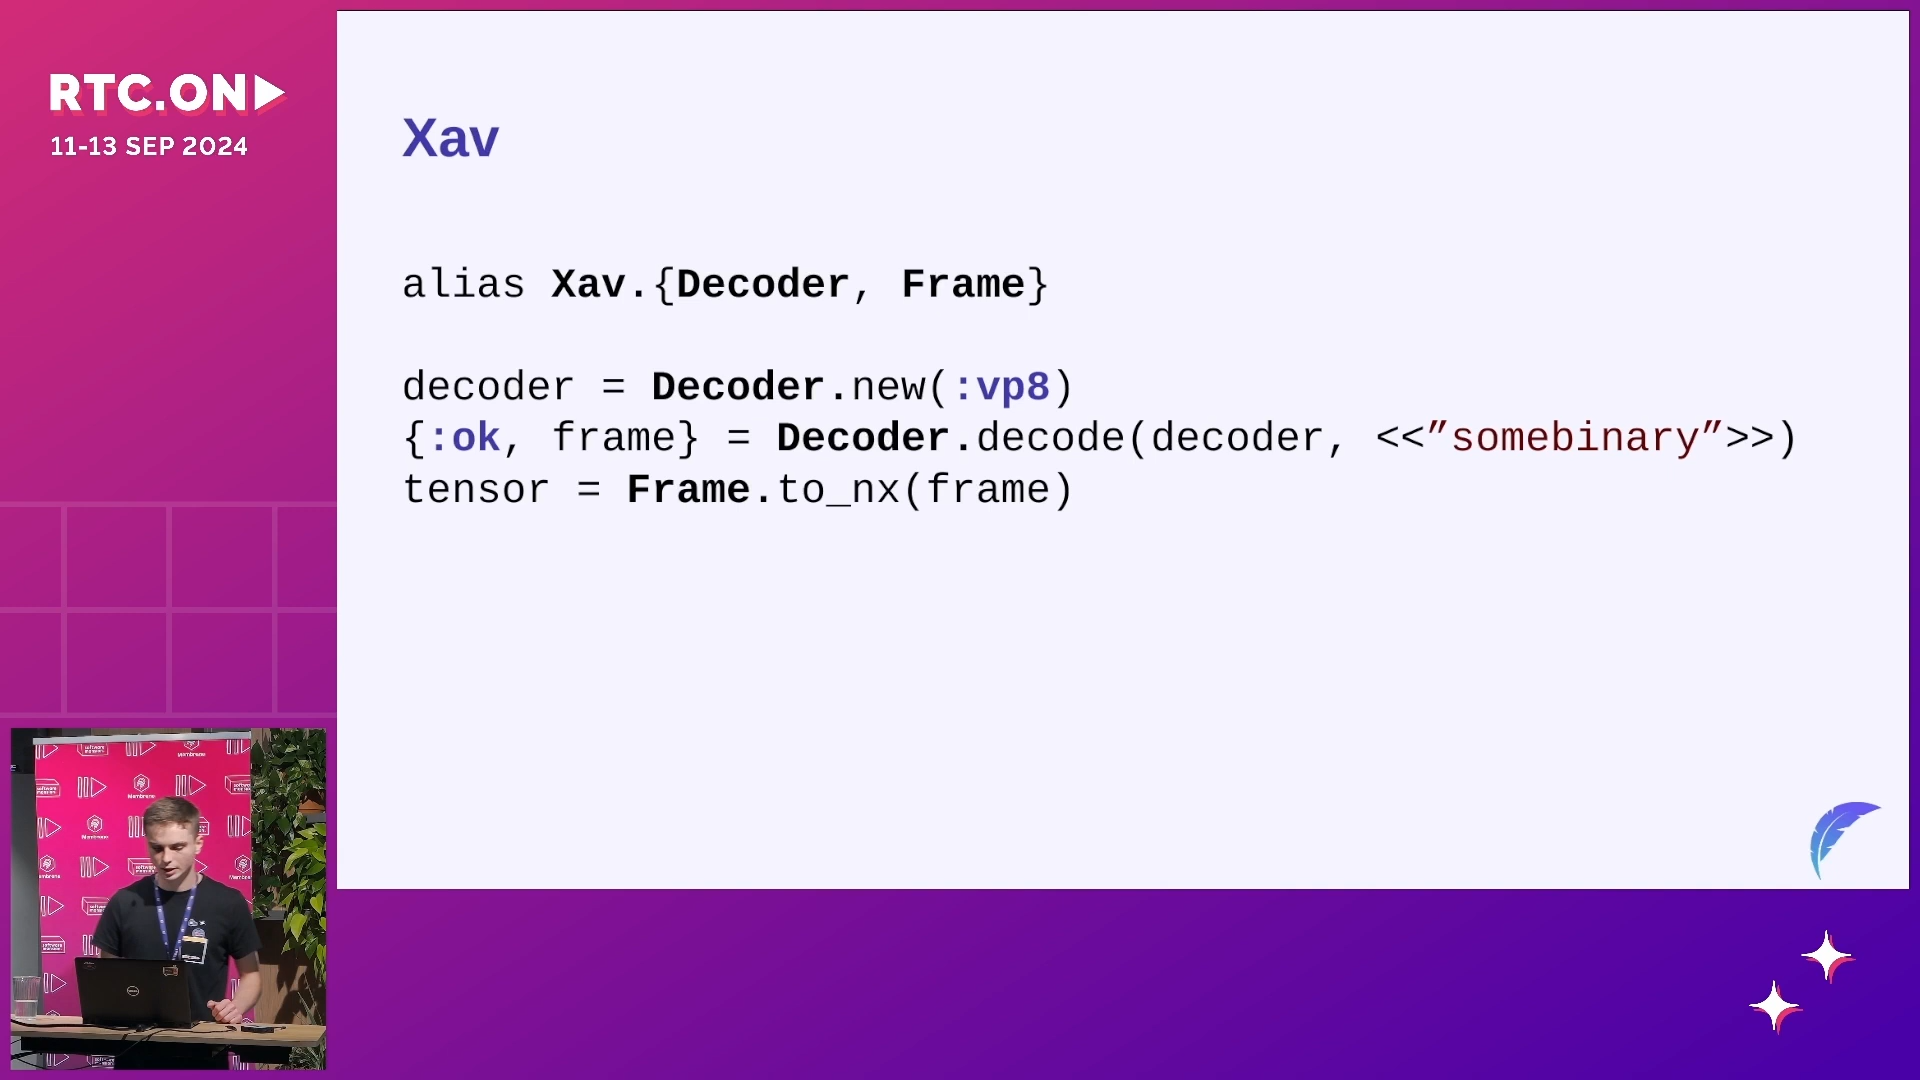 RTC.ON
11-13 SEP 2024
Xav
alias Xav.{Decoder, Frame}
decoder = Decoder.new(:vp8)
{:ok, frame} = Decoder.decode(decoder, <<”somebinary”>>)
tensor = Frame.to_nx(frame)